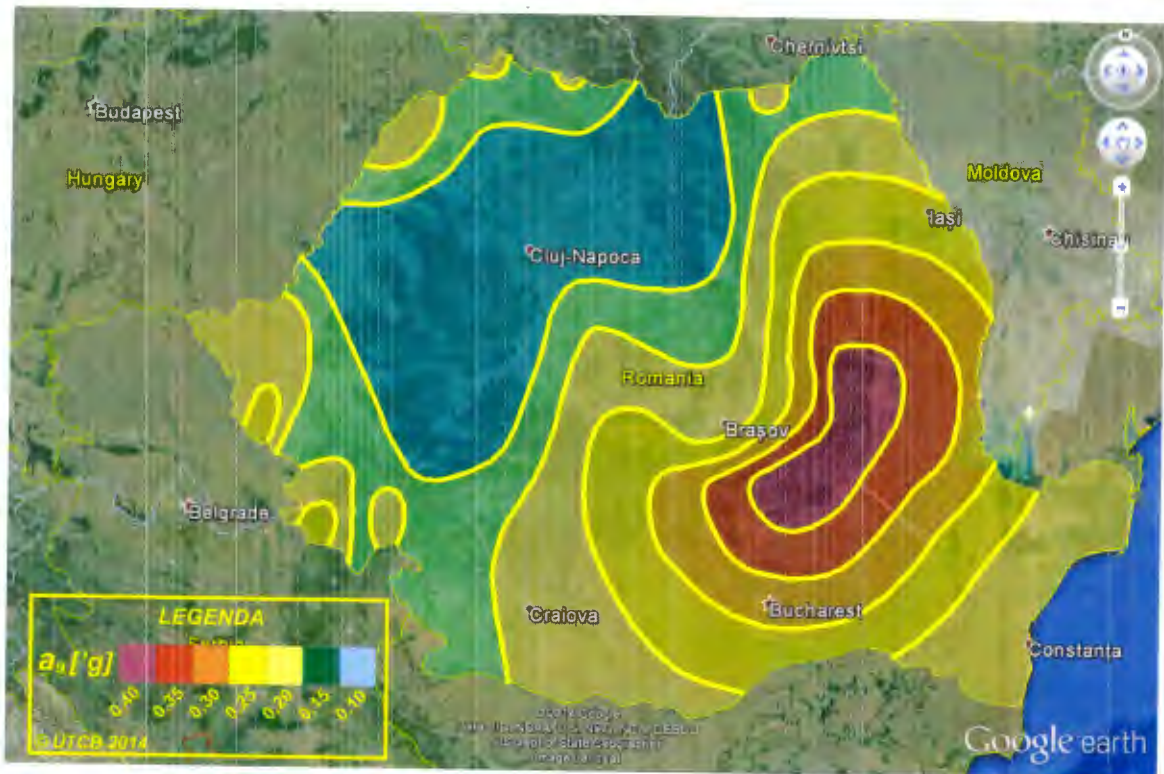 Chernivtsi
Budapest
Hungary
Moldova
Iași
Chisinau
Cluj-Napoca
Romania
Brașov
Belgrade
Bucharest
Craiova
Constanța
LEGENDA
0.40
0.35
0.30
0.25
0.20
0.15
0.10
© UTCB 2014
Google earth